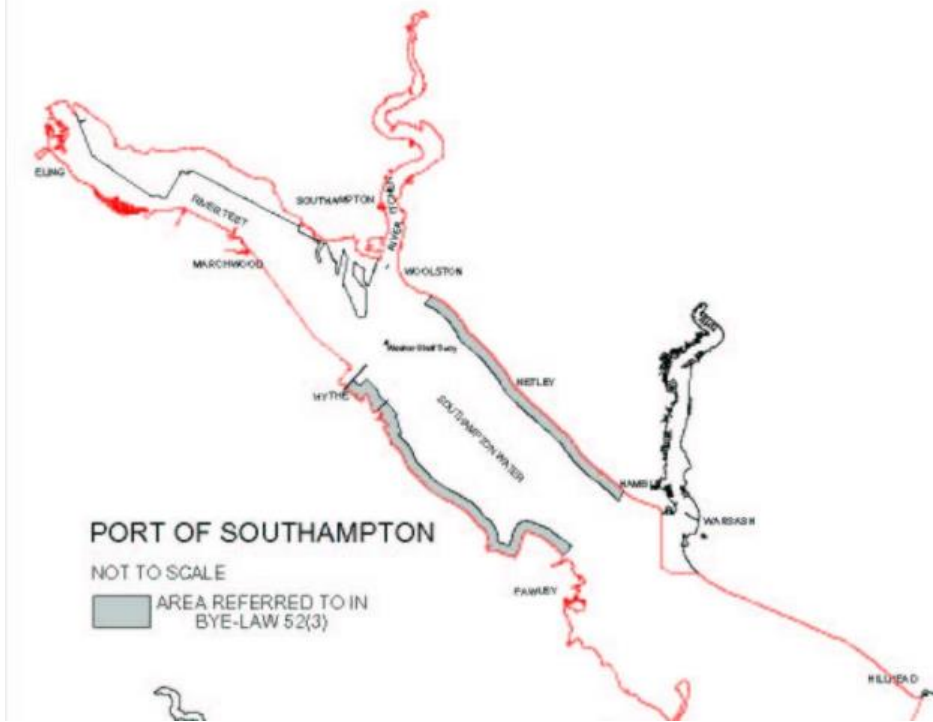 ELING
RIVER TEST
SOUTHAMPTON
RIVER ITCHEN
MARCHWOOD
WOOLSTON
HYTHE
NETLEY
SOUTHAMPTON WATER
HAMBLE
WARSASH
PORT OF SOUTHAMPTON
NOT TO SCALE
AREA REFERRED TO IN
BYE-LAW 52(3)
FAWLEY
HILLHEAD